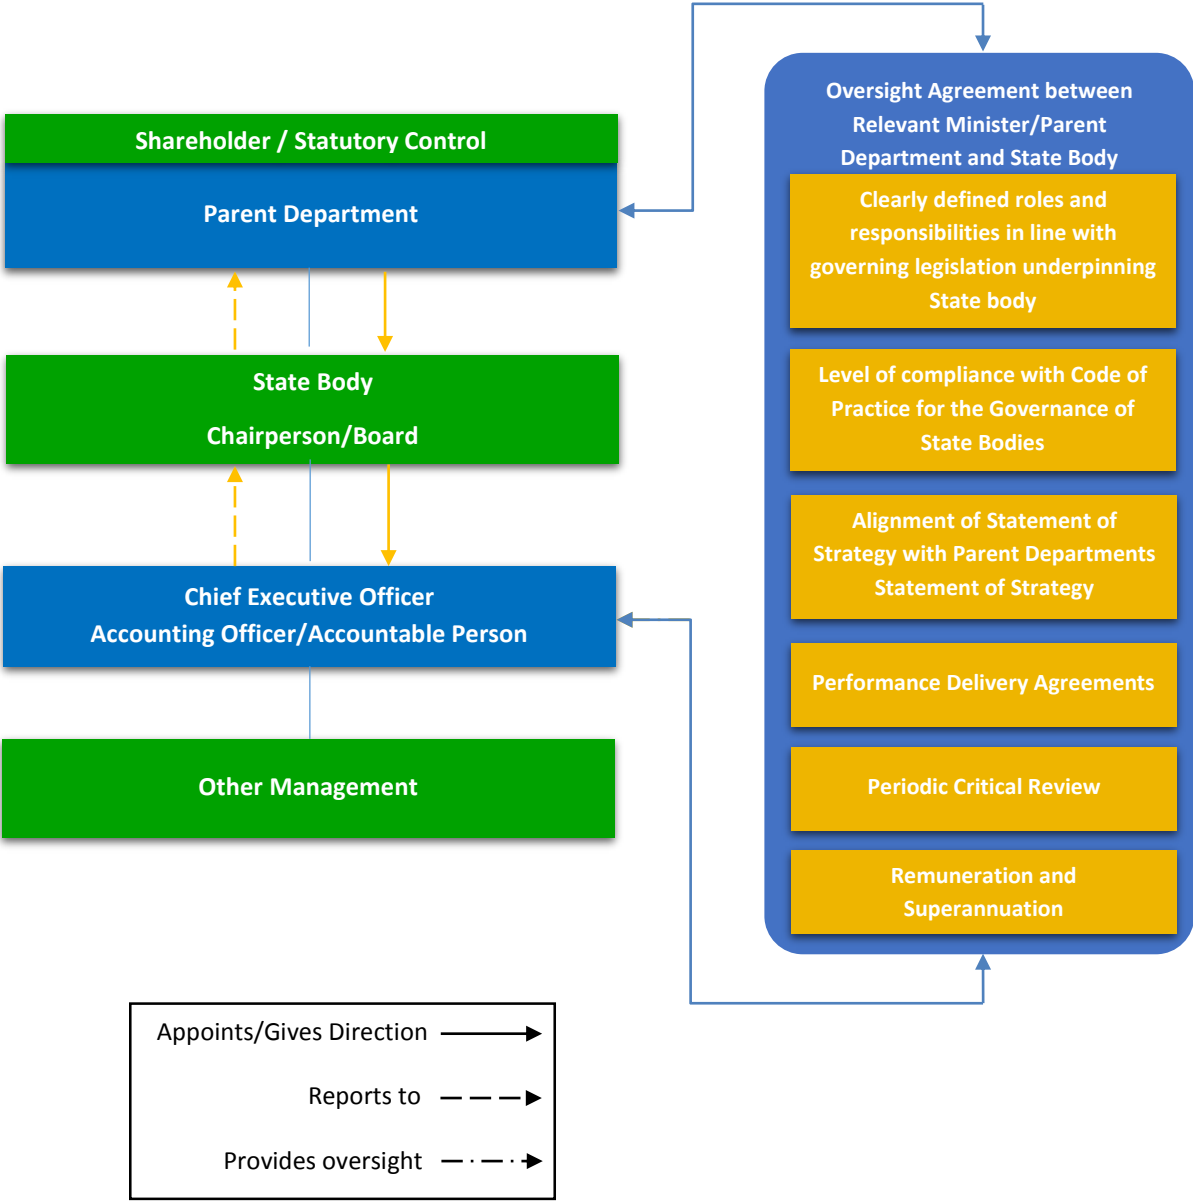 Shareholder / Statutory Control
Parent Department
State Body
Chairperson/Board
Chief Executive Officer
Accounting Officer/Accountable Person
Other Management
Oversight Agreement between
Relevant Minister/Parent
Department and State Body
Clearly defined roles and
responsibilities in line with
governing legislation underpinning
State body
Level of compliance with Code of
Practice for the Governance of
State Bodies
Alignment of Statement of
Strategy with Parent Departments
Statement of Strategy
Performance Delivery Agreements
Periodic Critical Review
Remuneration and
Superannuation
Appoints/Gives Direction
Reports to
Provides oversight